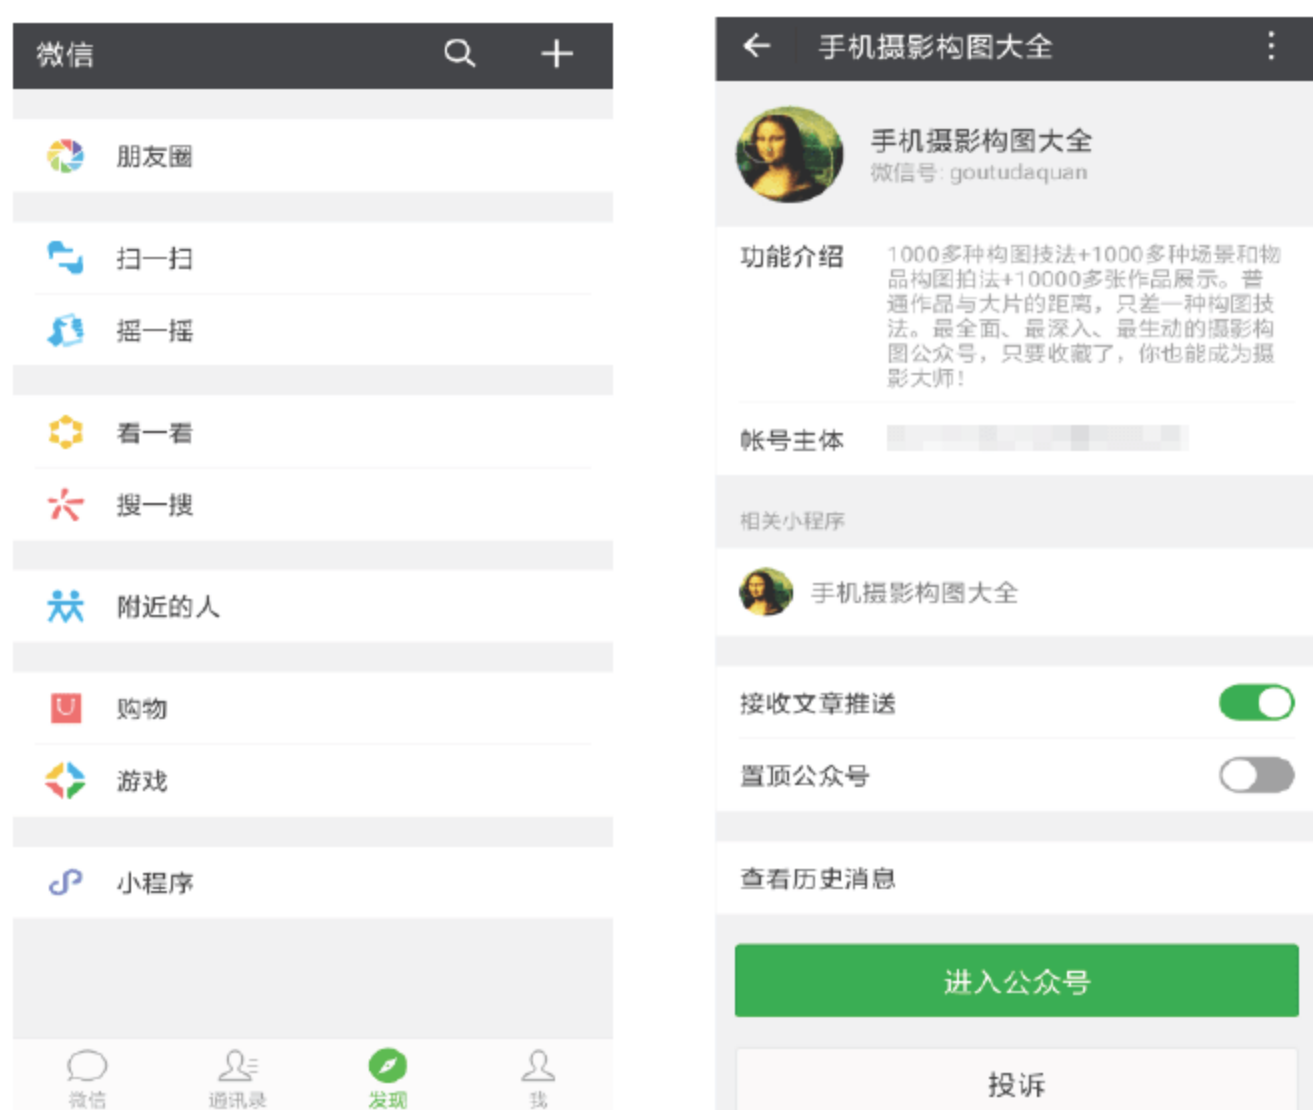 微信
朋友圈
扫一扫
摇一摇
看一看
搜一搜
附近的人
购物
游戏
小程序
微信
通讯录
发现
我
手机摄影构图大全
手机摄影构图大全
微信号: goutudaquan
功能介绍
1000多种构图技法+1000多种场景和物
品构图拍法+10000多张作品展示。普
通作品与大片的距离，只差一种构图技
法。最全面、最深入、最生动的摄影构
图公众号，只要收藏了，你也能成为摄
影大师！
帐号主体
相关小程序
手机摄影构图大全
接收文章推送
置顶公众号
查看历史消息
进入公众号
投诉